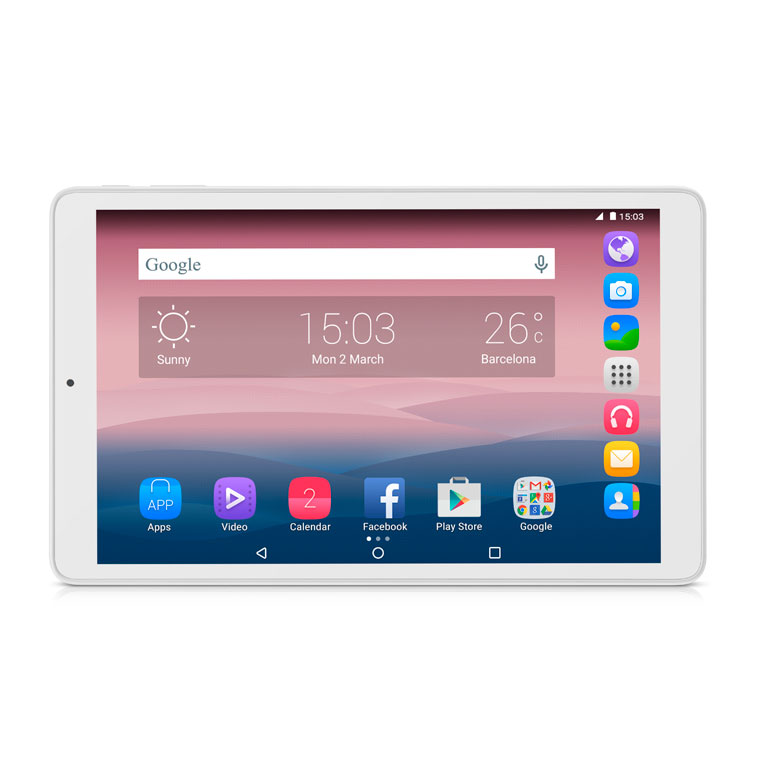 15:03
Google
15:03
26°c
Sunny
Mon 2 March
Barcelona
APP
2
Apps
Video
Calendar
Facebook
Play Store
Google